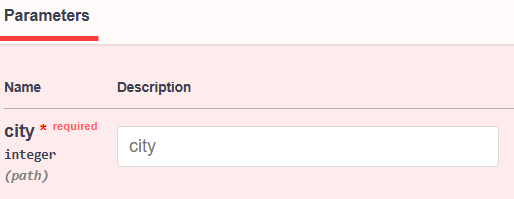 Parameters
Name Description
city * required
integer
(path)
city